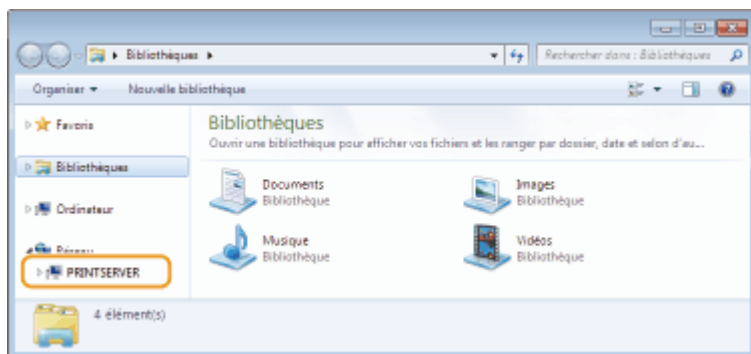 Bibliothèques
Rechercher dans : Bibliothèques
Organiser
Nouvelle bibliothèque
Favoris
Bibliothèques
Ordinateur
Réseau
PRINTSERVER
Bibliothèques
Ouvrir une bibliothèque pour afficher vos fichiers et les ranger par dossier, date et selon d'au...
Documents
Bibliothèque
Images
Bibliothèque
Musique
Bibliothèque
Vidéos
Bibliothèque
4 élément(s)